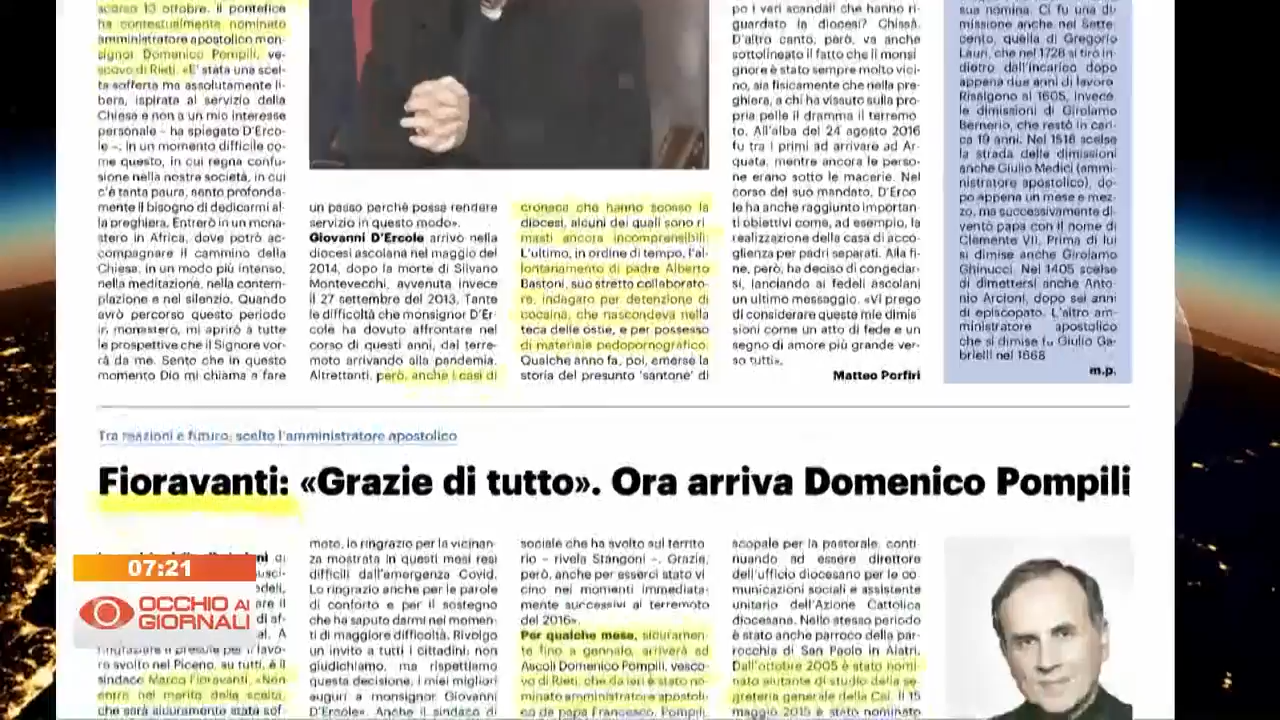 scorso 13 ottobre. Il pontefice
ha contestualmente nominato
amministratore apostolico mon-
signor Domenico Pompili, ve-
scovo di Rieti. «E' stata una scel-
ta sofferta ma assolutamente li-
bera, ispirata al servizio della
Chiesa e non a un mio interesse
personale – ha spiegato D'Erco-
le –: in un momento difficile co-
me questo, in cui regna confu-
sione nella nostra società, in cui
c'è tanta paura, sento profonda-
mente il bisogno di dedicarmi al-
la preghiera. Entrerò in un mona-
stero in Africa, dove potrò ac-
compagnare il cammino della
Chiesa, in un modo più intenso,
nella meditazione, nella contem-
plazione e nel silenzio. Quando
avrò percorso questo periodo
in monastero, mi aprirò a tutte
le prospettive che il Signore vor-
rà da me. Sento che in questo
momento Dio mi chiama a fare
un passo perchè possa rendere
servizio in questo modo».
Giovanni D'Ercole arrivò nella
diocesi ascolana nel maggio del
2014, dopo la morte di Silvano
Montevecchi, avvenuta invece
il 27 settembre del 2013. Tante
le difficoltà che monsignor D'Er-
cole ha dovuto affrontare nel
corso di questi anni, dal terre-
moto arrivando alla pandemia.
Altrettanti, però, anche i casi di
cronaca che hanno scosso la
diocesi, alcuni dei quali sono ri-
masti ancora incomprensibili.
L'ultimo, in ordine di tempo, l'al-
lontanamento di padre Alberto
Bastoni, suo stretto collaborato-
re, indagato per detenzione di
cocaina, che nascondeva nella
teca delle ostie, e per possesso
di materiale pedopornografico.
Qualche anno fa, poi, emerse la
storia del presunto 'santone' di
po i vari scandali che hanno ri-
guardato la diocesi? Chissà.
D'altro canto, però, va anche
sottolineato il fatto che il monsi-
gnore è stato sempre molto vici-
no, sia fisicamente che nella pre-
ghiera, a chi ha vissuto sulla pro-
pria pelle il dramma il terremo-
to. All'alba del 24 agosto 2016
fu tra i primi ad arrivare ad Ar-
quata, mentre ancora le perso-
ne erano sotto le macerie. Nel
corso del suo mandato, D'Erco
le ha anche raggiunto importan-
ti obiettivi come, ad esempio, la
realizzazione della casa di acco-
glienza per padri separati. Alla fi-
ne, però, ha deciso di congedar-
si, lanciando ai fedeli ascolani
un ultimo messaggio. «Vi prego
di considerare queste mie dimis-
sioni come un atto di fede e un
segno di amore più grande ver-
so tutti».
Matteo Porfiri
sua nomina. Ci fu una di-
missione anche nel Sette-
cento, quella di Gregorio
Lauri, che nel 1728 si tirò in-
dietro dall'incarico dopo
appena due anni di lavoro
Risalgono al 1605, invece
le dimissioni di Girolamo
Bernerio, che restò in cari-
ca 19 anni. Nel 1518 scelse
la strada delle dimissioni
anche Giulio Medici (ammi-
nistratore apostolico), do-
po appena un mese e mez-
zo, ma successivamente di-
ventò papa con il nome di
Clemente VII. Prima di lui
si dimise anche Girolamo
Ghinucci. Nel 1405 scelse
di dimettersi anche Anto-
nio Arcioni, dopo sei anni
di episcopato. L'altro am-
ministratore apostolico
che si dimise fu Giulio Ga-
brielli nel 1668
m.p.
Tra reazioni e futuro: scelto l'amministratore apostolico
Fioravanti: «Grazie di tutto». Ora arriva Domenico Pompili
di
sindaco Marco Fioravanti. «Non
entro nel merito della scelta,
che sarà sicuramente stata sof-
moto, lo ringrazio per la vicinan-
za mostrata in questi mesi resi
difficili dall'emergenza Covid.
Lo ringrazio anche per le parole
di conforto e per il sostegno
che ha saputo darmi nei momen-
ti di maggiore difficoltà. Rivolgo
un invito a tutti i cittadini: non
giudichiamo, ma rispettiamo
questa decisione. I miei migliori
auguri a monsignor Giovanni
D'Ercole». Anche il sindaco di
sociale che ha svolto sul territo
rio – rivela Stangoni –. Grazie,
però, anche per esserci stato vi
cino nei momenti immediata-
mente successivi al terremoto
del 2016».
Per qualche mese, sicuramen-
te fino a gennaio, arriverà ad
Ascoli Domenico Pompili, vesco-
vo di Rieti, che da ieri è stato no-
minato amministratore apostoli-
co da papa Francesco. Pompili,
scopale per la pastorale, conti-
nuando ad essere direttore
dell'ufficio diocesano per le co-
municazioni sociali e assistente
unitario dell'Azione Cattolica
diocesana. Nello stesso periodo
è stato anche parroco della par-
rocchia di San Paolo in Alatri.
Dall'ottobre 2005 è stato nomi-
nato aiutante di studio della se-
greteria generale della Cei. Il 15
maggio 2015 è stato nominato
07:21
OCCHIO AI
GIORNALI